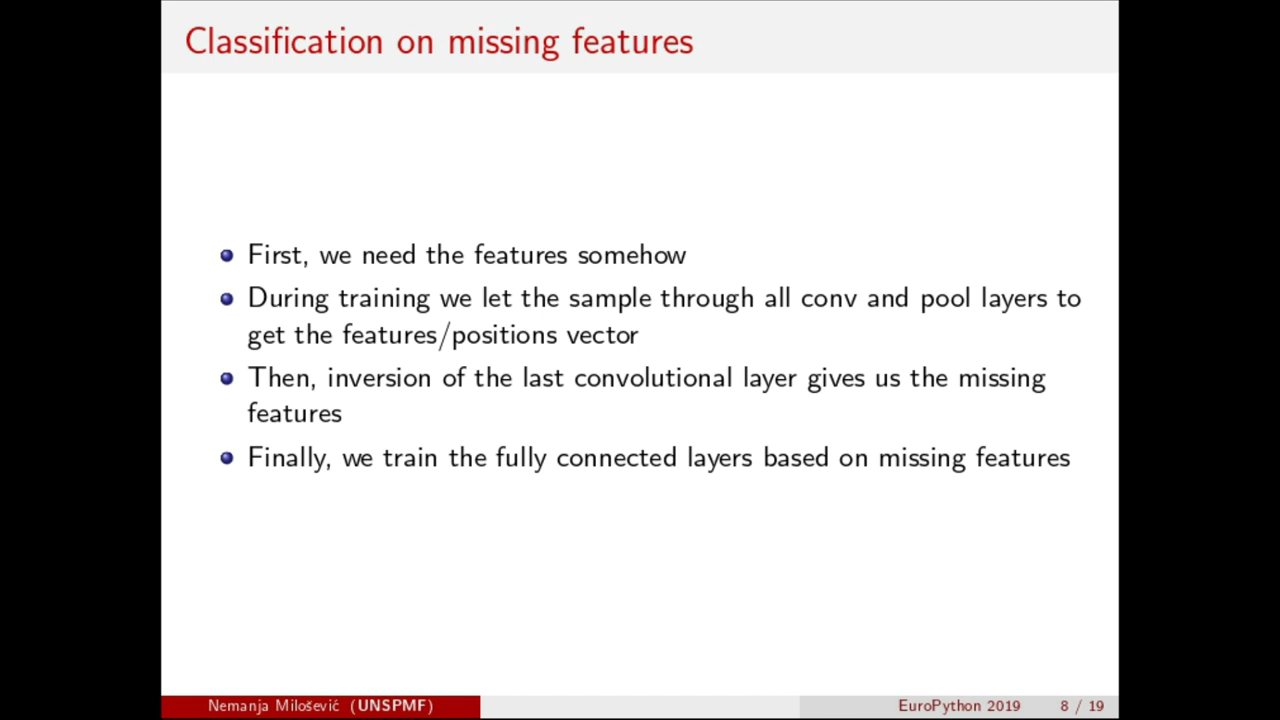 Classification on missing features
First, we need the features somehow
During training we let the sample through all conv and pool layers to
get the features/positions vector
Then, inversion of the last convolutional layer gives us the missing
features
Finally, we train the fully connected layers based on missing features
Nemanja Milošević (UNSPMF)
EuroPython 2019
8 / 19